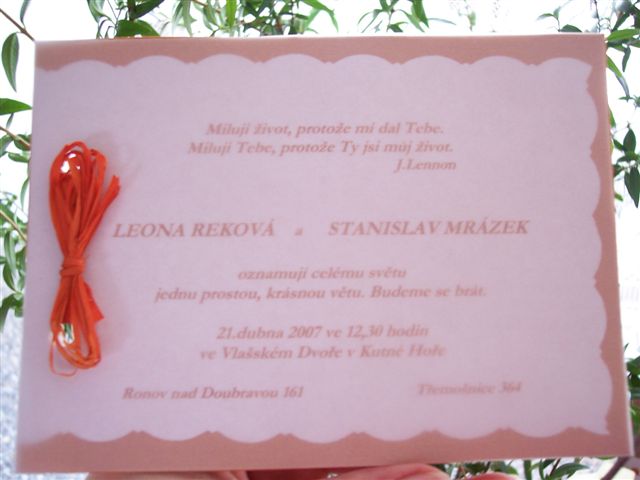 Miluji život, protože mi dal Tebe.
Miluji Tebe, protože Ty jsi můj život.
J.Lennon
LEONA REKOVÁ a STANISLAV MRÁZEK
oznamují celému světu
jednu prostou, krásnou větu. Budeme se brát.
21.dubna 2007 ve 12,30 hodin
ve Vlašském Dvoře v Kutné Hoře
Ronov nad Doubravou 161
Třemošnice 364